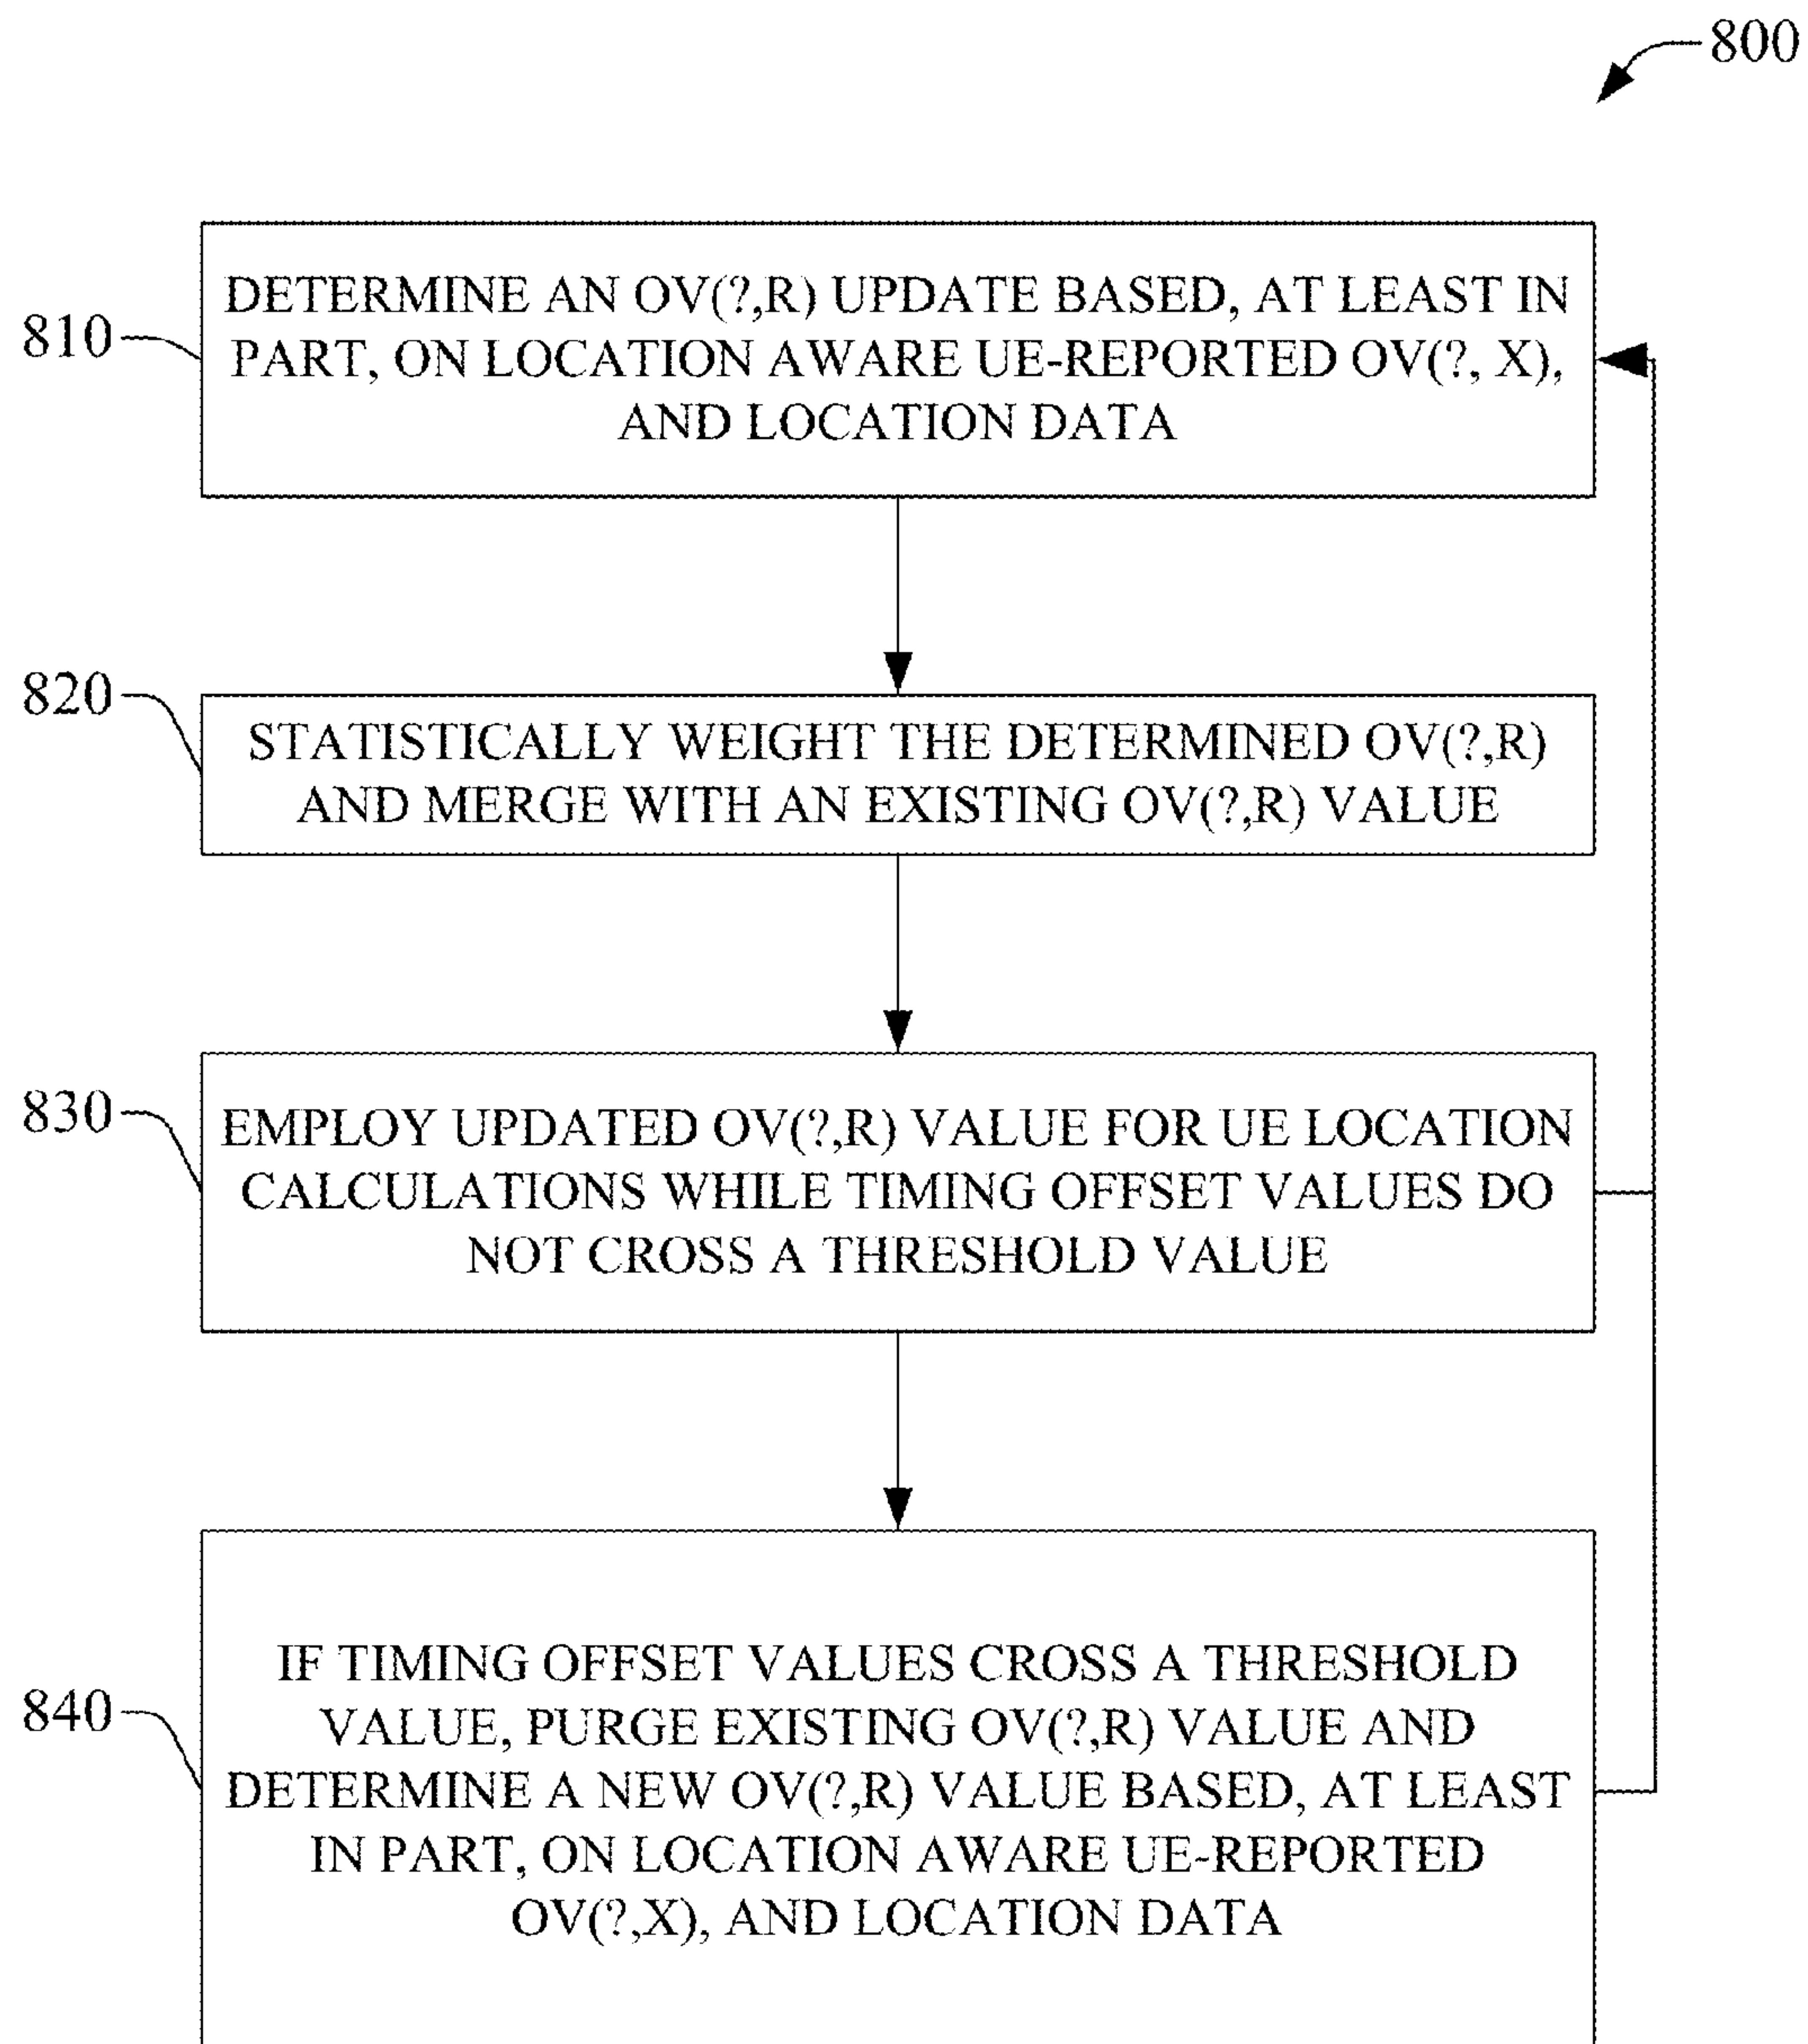 800
810
DETERMINE AN OV(?,R) UPDATE BASED, AT LEAST IN
PART, ON LOCATION AWARE UE-REPORTED OV(?, X),
AND LOCATION DATA
820
STATISTICALLY WEIGHT THE DETERMINED OV(?,R)
AND MERGE WITH AN EXISTING OV(?,R) VALUE
830
EMPLOY UPDATED OV(?,R) VALUE FOR UE LOCATION
CALCULATIONS WHILE TIMING OFFSET VALUES DO
NOT CROSS A THRESHOLD VALUE
840
IF TIMING OFFSET VALUES CROSS A THRESHOLD
VALUE, PURGE EXISTING OV(?,R) VALUE AND
DETERMINE A NEW OV(?,R) VALUE BASED, AT LEAST
IN PART, ON LOCATION AWARE UE-REPORTED
OV(?,X), AND LOCATION DATA